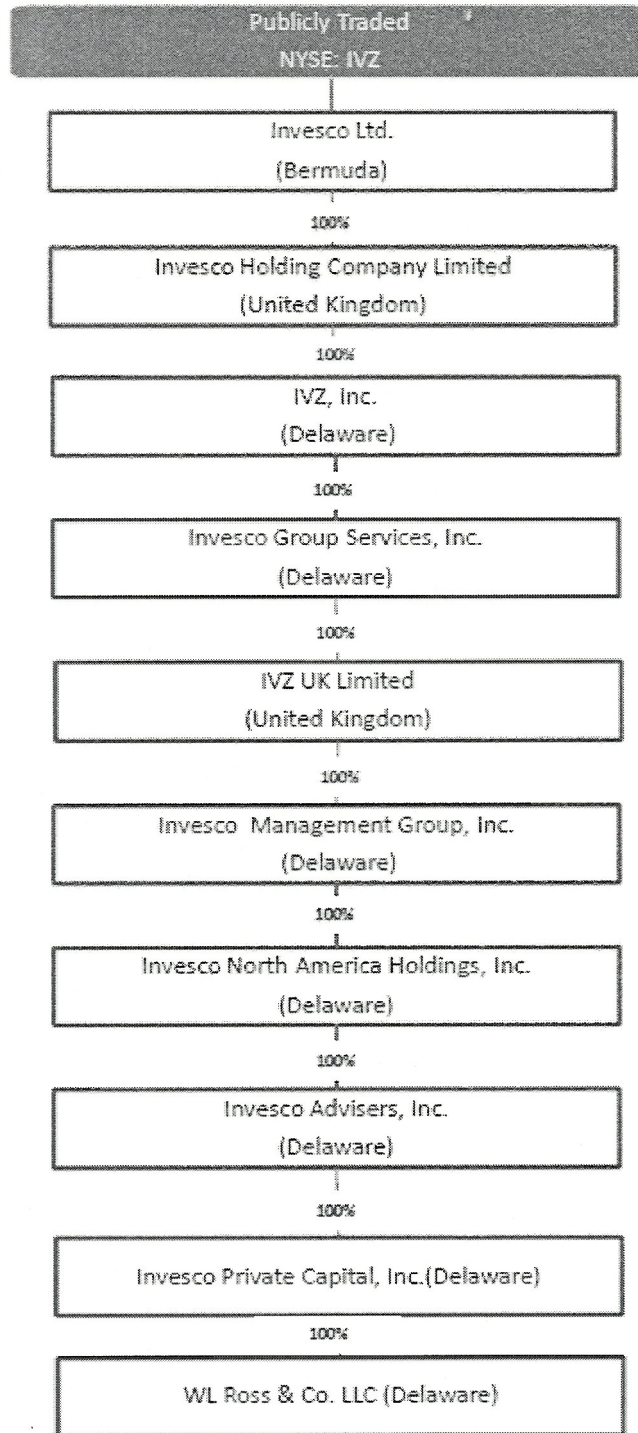 Publicly Traded
NYSE: IVZ
Invesco Ltd.
(Bermuda)
100%
Invesco Holding Company Limited
(United Kingdom)
100%
IVZ, Inc.
(Delaware)
100%
Invesco Group Services, Inc.
(Delaware)
100%
IVZ UK Limited
(United Kingdom)
100%
Invesco Management Group, Inc.
(Delaware)
100%
Invesco North America Holdings, Inc.
(Delaware)
100%
Invesco Advisers, Inc.
(Delaware)
100%
Invesco Private Capital, Inc.(Delaware)
100%
WL Ross & Co. LLC (Delaware)